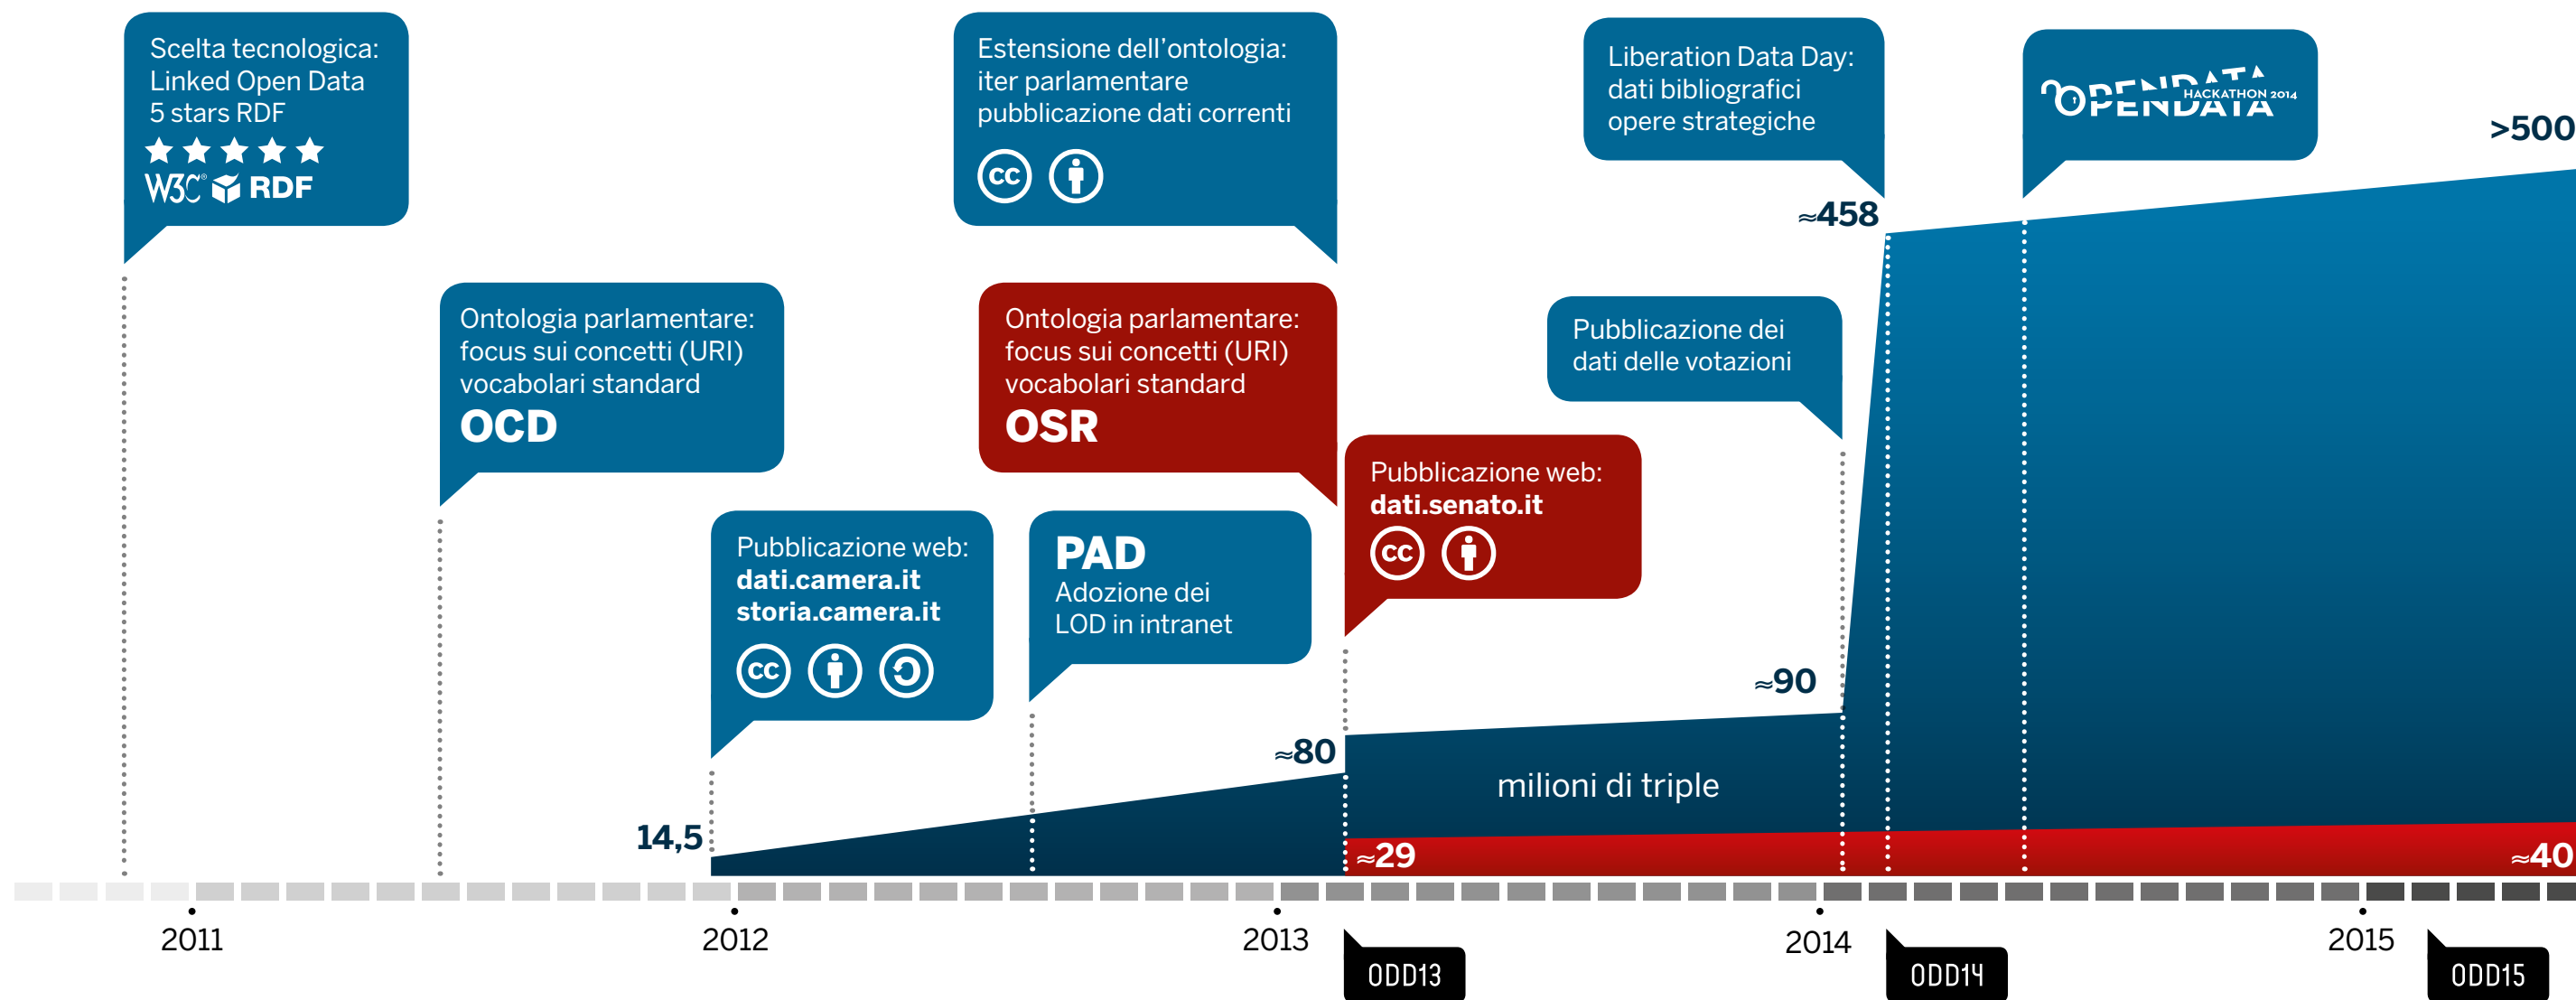 Scelta tecnologica:
Linked Open Data
5 stars RDF
W3C® RDF
Estensione dell'ontologia:
iter parlamentare
pubblicazione dati correnti
cc
Liberation Data Day:
dati bibliografici
opere strategiche
OPENDATA
HACKATHON 2014
>500
≈458
Ontologia parlamentare:
focus sui concetti (URI)
vocabolari standard
OCD
Ontologia parlamentare:
focus sui concetti (URI)
vocabolari standard
OSR
Pubblicazione dei
dati delle votazioni
Pubblicazione web:
dati.camera.it
storia.camera.it
cc
PAD
Adozione dei
LOD in intranet
Pubblicazione web:
dati.senato.it
cc
≈90
≈80
milioni di triple
14,5
≈29
≈40
2011
2012
2013
2014
2015
ODD13
ODD14
ODD15